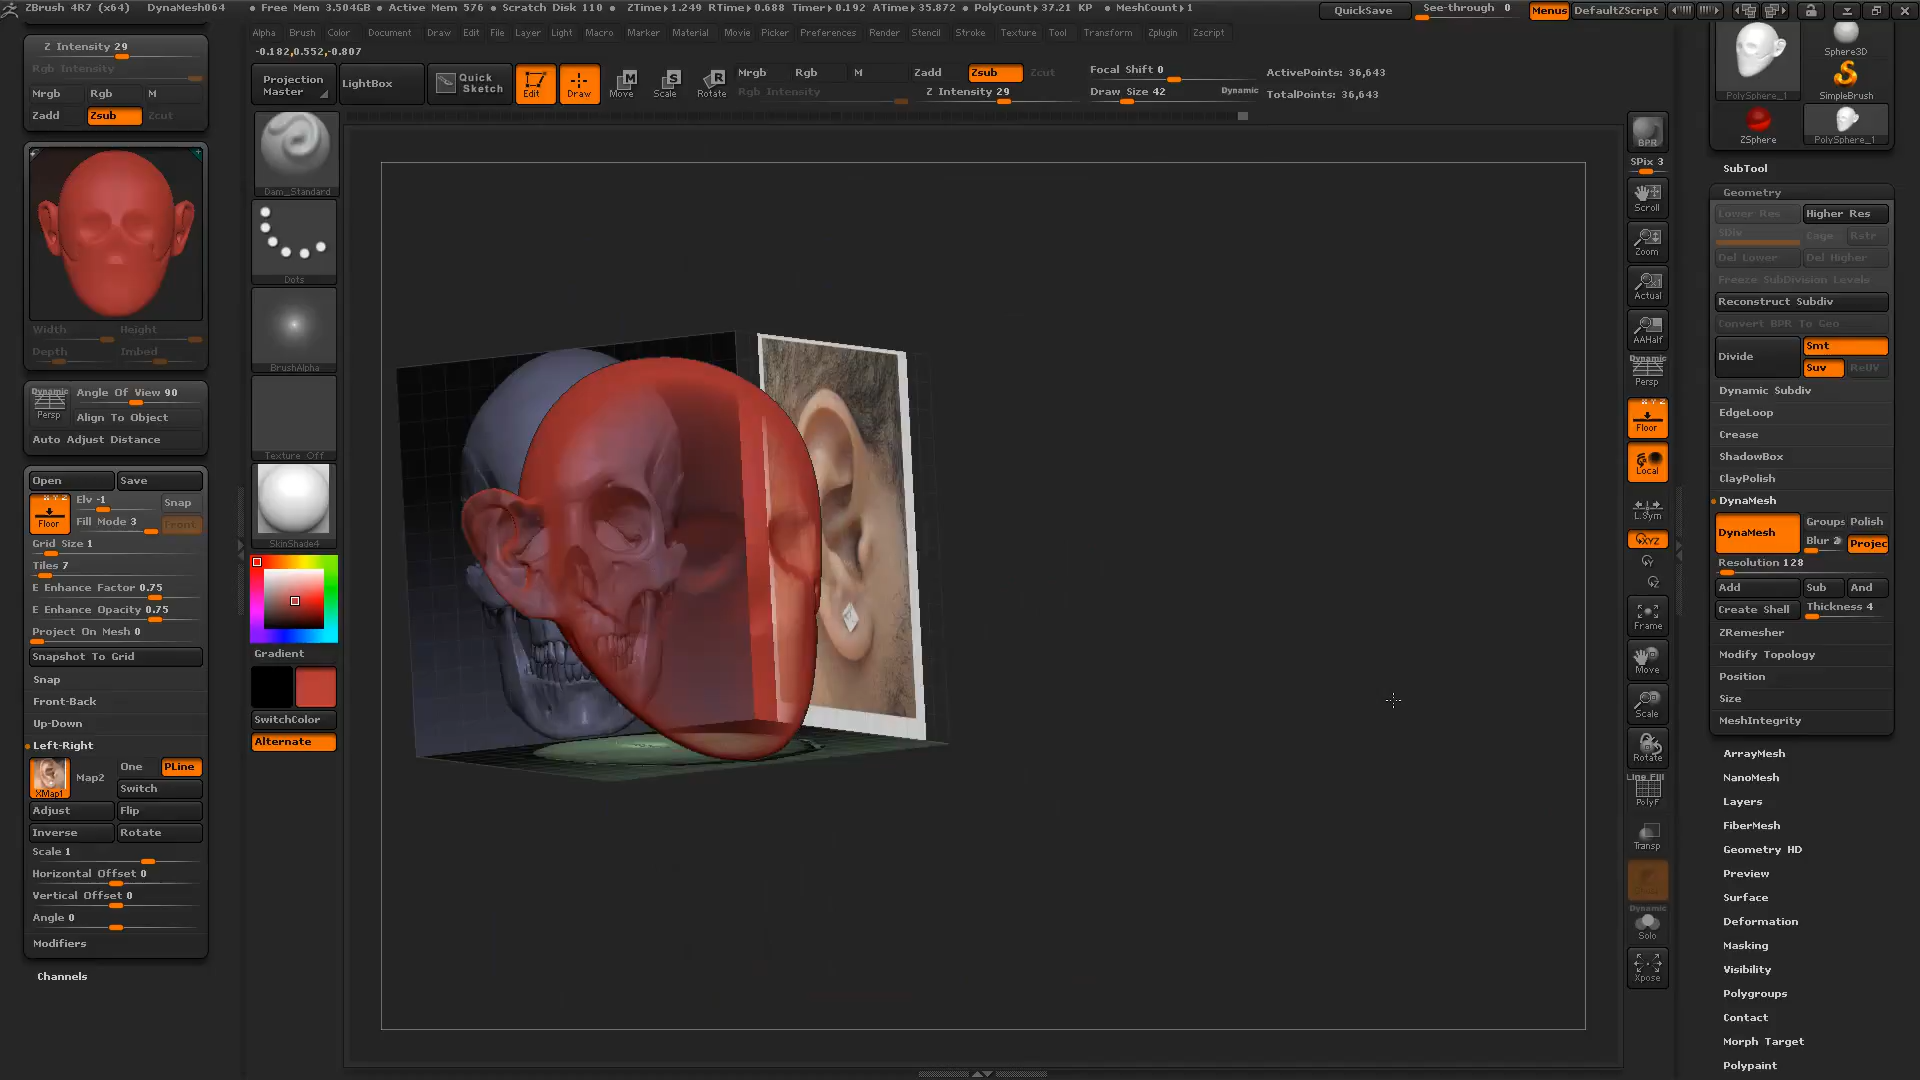 ZBrush 4R7 (x64) DynaMesh064 • Free Mem 3.504GB • Active Mem 576 • Scratch Disk 110 • ZTime▸1.249 RTime▸0.688 Timer▸0.192 ATime▸35.872 • PolyCount▸37.21 KP • MeshCount▸1 QuickSave See-through 0 Menus DefaultZScript
Alpha Brush Color Document Draw Edit File Layer Light Macro Marker Material Movie Picker Preferences Render Stencil Stroke Texture Tool Transform Zplugin Zscript
-0.182,0.552,-0.807
Z Intensity 29
Rgb Intensity
Mrgb Rgb M
Zadd Zsub Zcut
Projection Master
LightBox
Quick Sketch
Edit Draw Move Scale Rotate
Mrgb Rgb M Zadd Zsub Zcut
Rgb Intensity Z Intensity 29
Focal Shift 0
Draw Size 42 Dynamic
ActivePoints: 36,643
TotalPoints: 36,643
Width Height
Depth Imbed
Dynamic
Persp
Angle Of View 90
Align To Object
Auto Adjust Distance
Open Save
X Y Z
Floor
Elv -1 Snap
Fill Mode 3 Front
Grid Size 1
Tiles 7
E Enhance Factor 0.75
E Enhance Opacity 0.75
Project On Mesh 0
Snapshot To Grid
Snap
Front-Back
Up-Down
Left-Right
XMap1
Map2
One PLine
Switch
Adjust Flip
Inverse Rotate
Scale 1
Horizontal Offset 0
Vertical Offset 0
Angle 0
Modifiers
Channels
Dam_Standard
Dots
BrushAlpha
Texture Off
SkinShade4
Gradient
SwitchColor
Alternate
BPR
SPix 3
Scroll
Zoom
Actual
AAHalf
Dynamic
Persp
X Y Z
Floor
Local
L.Sym
XYZ
Y
Z
Frame
Move
Scale
Rotate
Line Fill
PolyF
Transp
Dynamic
Solo
Xpose
PolySphere_1
Sphere3D
SimpleBrush
ZSphere
PolySphere_1
SubTool
Geometry
Lower Res Higher Res
SDiv Cage Rstr
Del Lower Del Higher
Freeze SubDivision Levels
Reconstruct Subdiv
Convert BPR To Geo
Divide
Smt
Suv ReUV
Dynamic Subdiv
EdgeLoop
Crease
ShadowBox
ClayPolish
DynaMesh
DynaMesh
Groups Polish
Blur 2 Projec
Resolution 128
Add Sub And
Create Shell Thickness 4
ZRemesher
Modify Topology
Position
Size
MeshIntegrity
ArrayMesh
NanoMesh
Layers
FiberMesh
Geometry HD
Preview
Surface
Deformation
Masking
Visibility
Polygroups
Contact
Morph Target
Polypaint